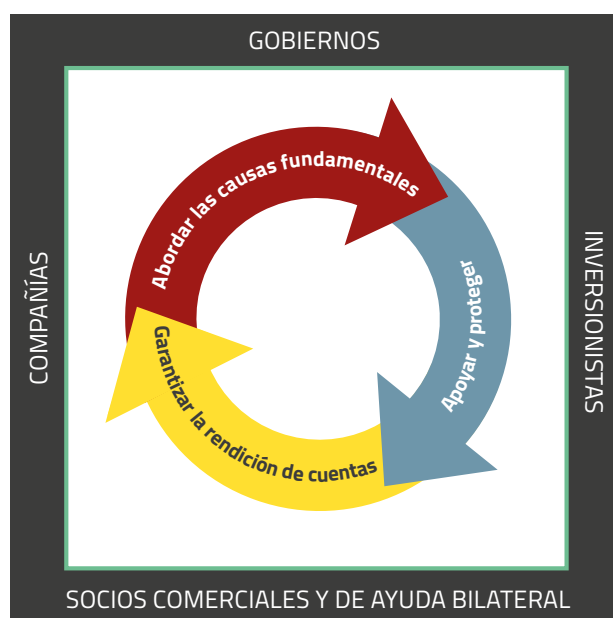 GOBIERNOS
Abordar las causas fundamentales
COMPAÑÍAS
INVERSIONISTAS
Apoyar y proteger
Garantizar la rendición de cuentas
SOCIOS COMERCIALES Y DE AYUDA BILATERAL